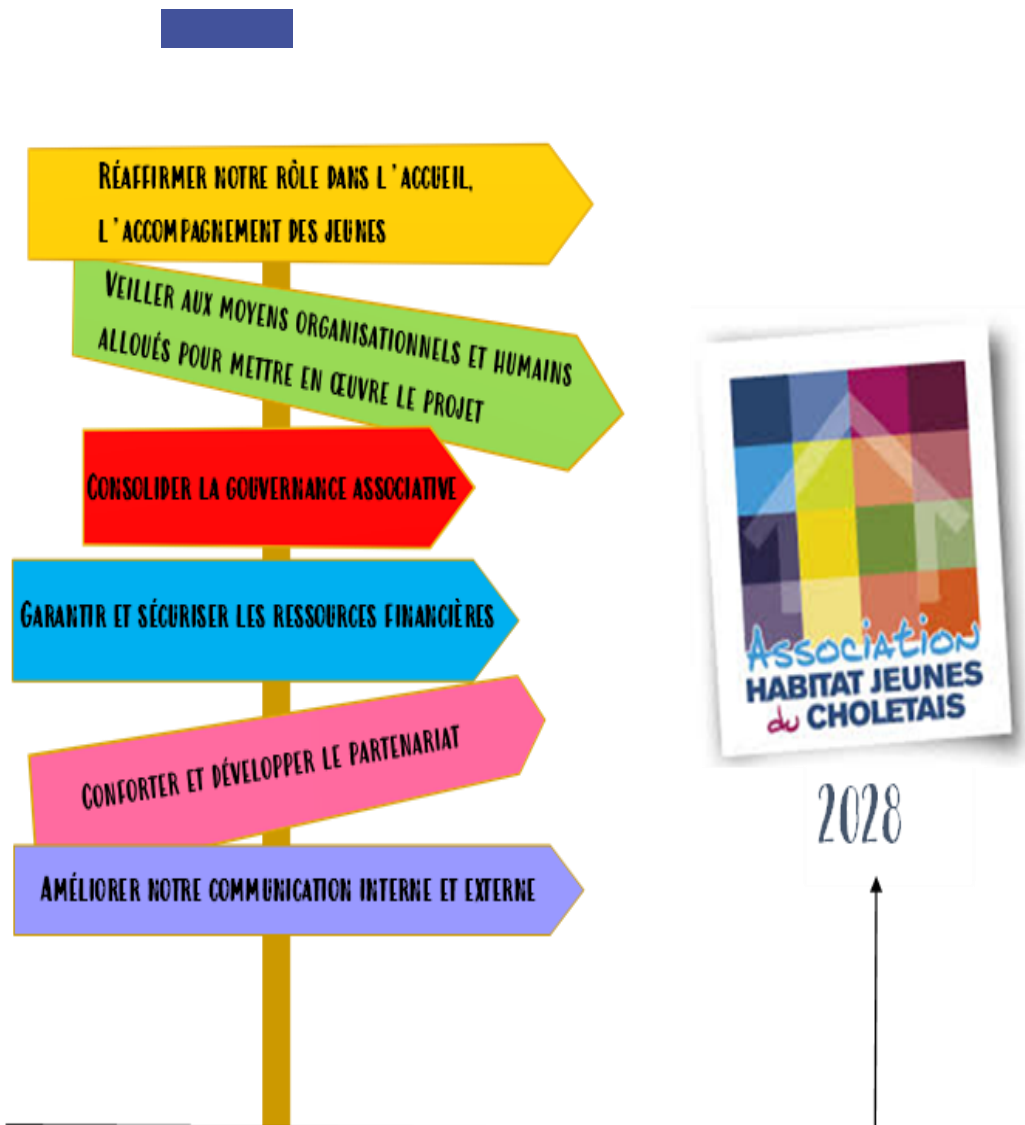 RÉAFFIRMER NOTRE RÔLE DANS L'ACCUEIL,
L'ACCOMPAGNEMENT DES JEUNES
VEILLER AUX MOYENS ORGANISATIONNELS ET HUMAINS
ALLOUÉS POUR METTRE EN ŒUVRE LE PROJET
CONSOLIDER LA GOUVERNANCE ASSOCIATIVE
GARANTIR ET SÉCURISER LES RESSOURCES FINANCIÈRES
CONFORTER ET DÉVELOPPER LE PARTENARIAT
AMÉLIORER NOTRE COMMUNICATION INTERNE ET EXTERNE
ASSOCIATION
HABITAT JEUNES
du CHOLETAIS
2028